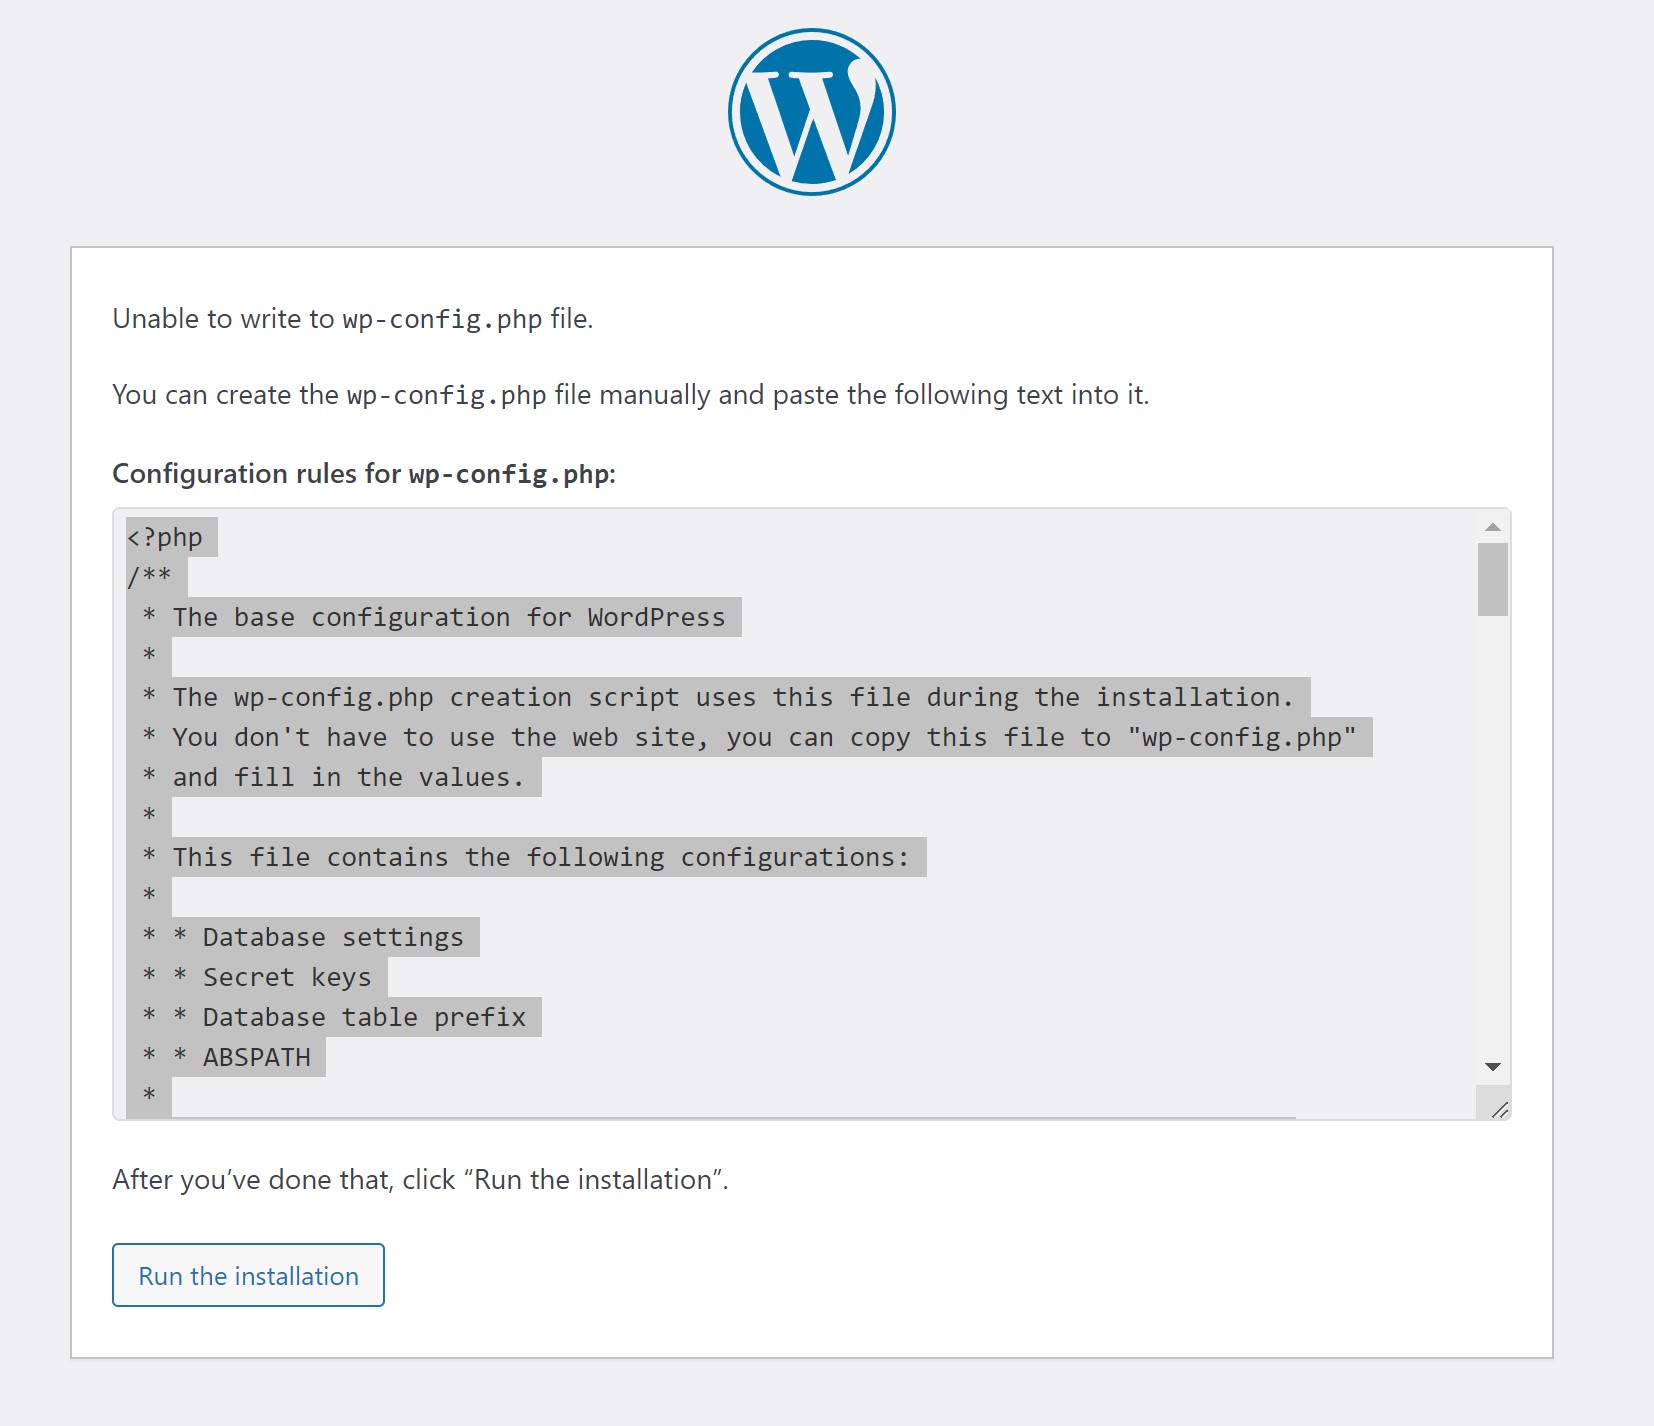 Unable to write to wp-config.php file.
You can create the wp-config.php file manually and paste the following text into it.
Configuration rules for wp-config.php:
<?php
/**
 * The base configuration for WordPress
 *
 * The wp-config.php creation script uses this file during the installation.
 * You don't have to use the web site, you can copy this file to "wp-config.php"
 * and fill in the values.
 *
 * This file contains the following configurations:
 *
 * * Database settings
 * * Secret keys
 * * Database table prefix
 * * ABSPATH
 *
After you’ve done that, click “Run the installation”.
Run the installation